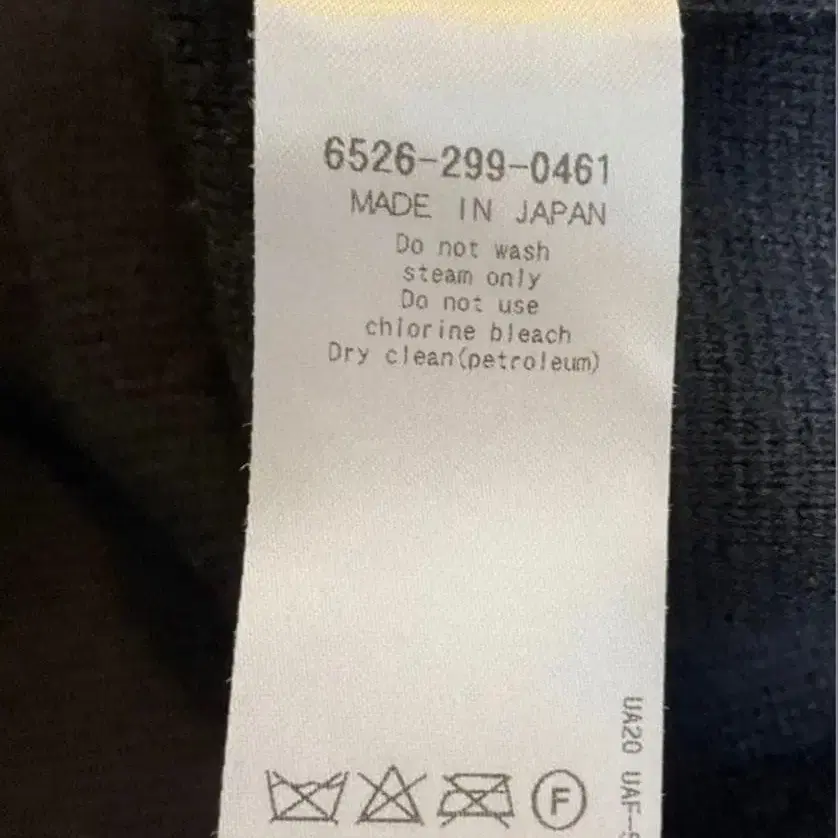 6526-299-0461
MADE IN JAPAN
Do not wash
steam only
Do not use
chlorine bleach
Dry clean(petroleum)
F
UA20 UAF-